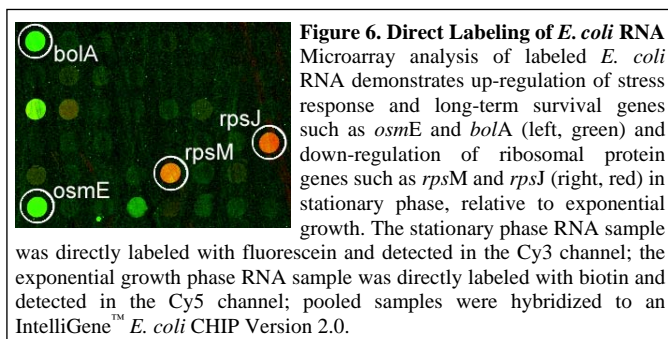 bolA
rpsJ
rpsM
osmE
Figure 6. Direct Labeling of E. coli RNA
Microarray analysis of labeled E. coli
RNA demonstrates up-regulation of stress
response and long-term survival genes
such as osmE and bolA (left, green) and
down-regulation of ribosomal protein
genes such as rpsM and rpsJ (right, red) in
stationary phase, relative to exponential
growth. The stationary phase RNA sample
was directly labeled with fluorescein and detected in the Cy3 channel; the
exponential growth phase RNA sample was directly labeled with biotin and
detected in the Cy5 channel; pooled samples were hybridized to an
IntelliGene™ E. coli CHIP Version 2.0.